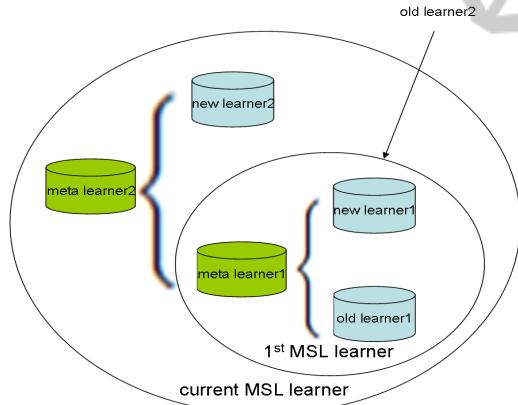 old learner2
new learner2
meta learner2
new learner1
meta learner1
old learner1
1st MSL learner
current MSL learner